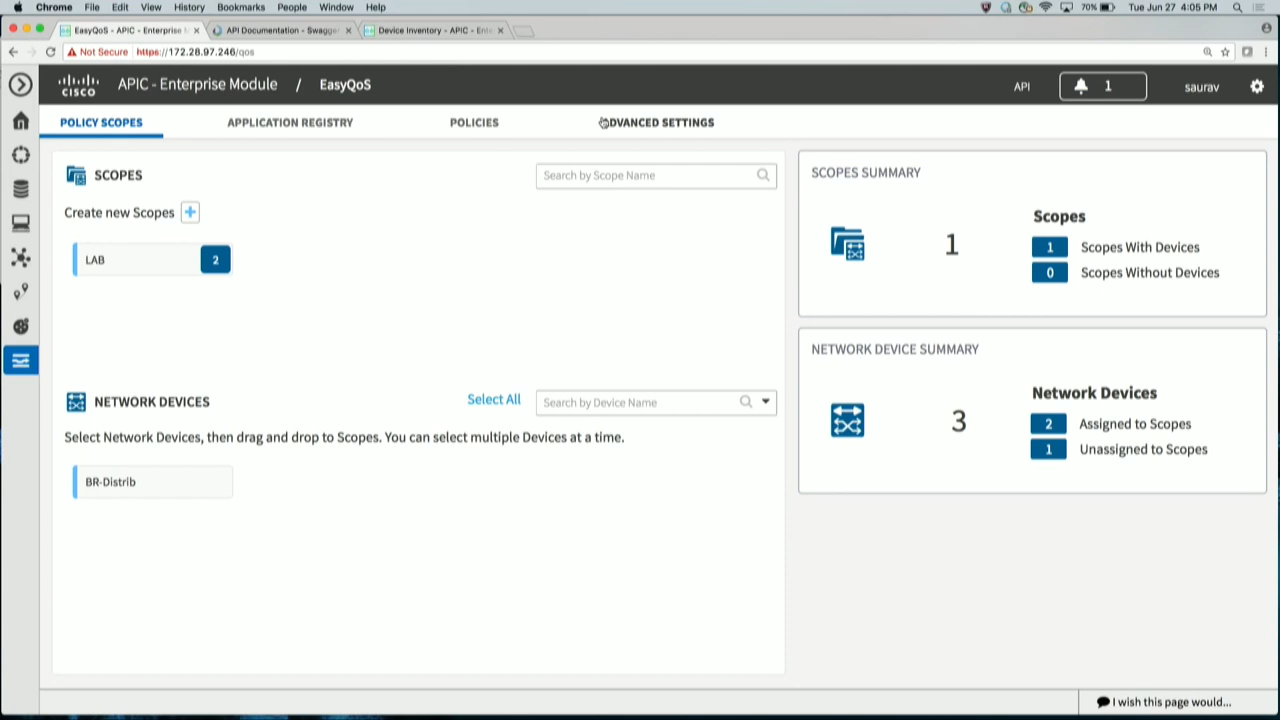 Chrome File Edit View History Bookmarks People Window Help 70% Tue Jun 27 4:05 PM
EasyQoS - APIC - Enterprise API Documentation - Swagge Device Inventory - APIC - Ente
Not Secure https://172.28.97.246/qos
CISCO APIC - Enterprise Module / EasyQoS API 1 saurav
POLICY SCOPES APPLICATION REGISTRY POLICIES ADVANCED SETTINGS
SCOPES Search by Scope Name
Create new Scopes
LAB 2
NETWORK DEVICES Select All Search by Device Name
Select Network Devices, then drag and drop to Scopes. You can select multiple Devices at a time.
BR-Distrib
SCOPES SUMMARY
1
Scopes
1 Scopes With Devices
0 Scopes Without Devices
NETWORK DEVICE SUMMARY
3
Network Devices
2 Assigned to Scopes
1 Unassigned to Scopes
I wish this page would...